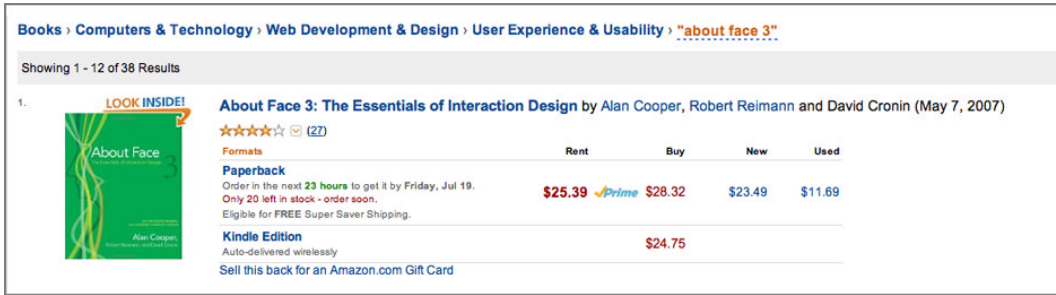 Books › Computers & Technology › Web Development & Design › User Experience & Usability › "about face 3"
Showing 1 - 12 of 38 Results
1.
LOOK INSIDE!
About Face 3
The Essentials of Interaction Design
Alan Cooper,
Robert Reimann, and David Cronin
About Face 3: The Essentials of Interaction Design by Alan Cooper, Robert Reimann and David Cronin (May 7, 2007)
(27)
Formats Rent Buy New Used
Paperback
Order in the next 23 hours to get it by Friday, Jul 19.
Only 20 left in stock - order soon.
Eligible for FREE Super Saver Shipping.
$25.39 Prime $28.32 $23.49 $11.69
Kindle Edition
Auto-delivered wirelessly
$24.75
Sell this back for an Amazon.com Gift Card